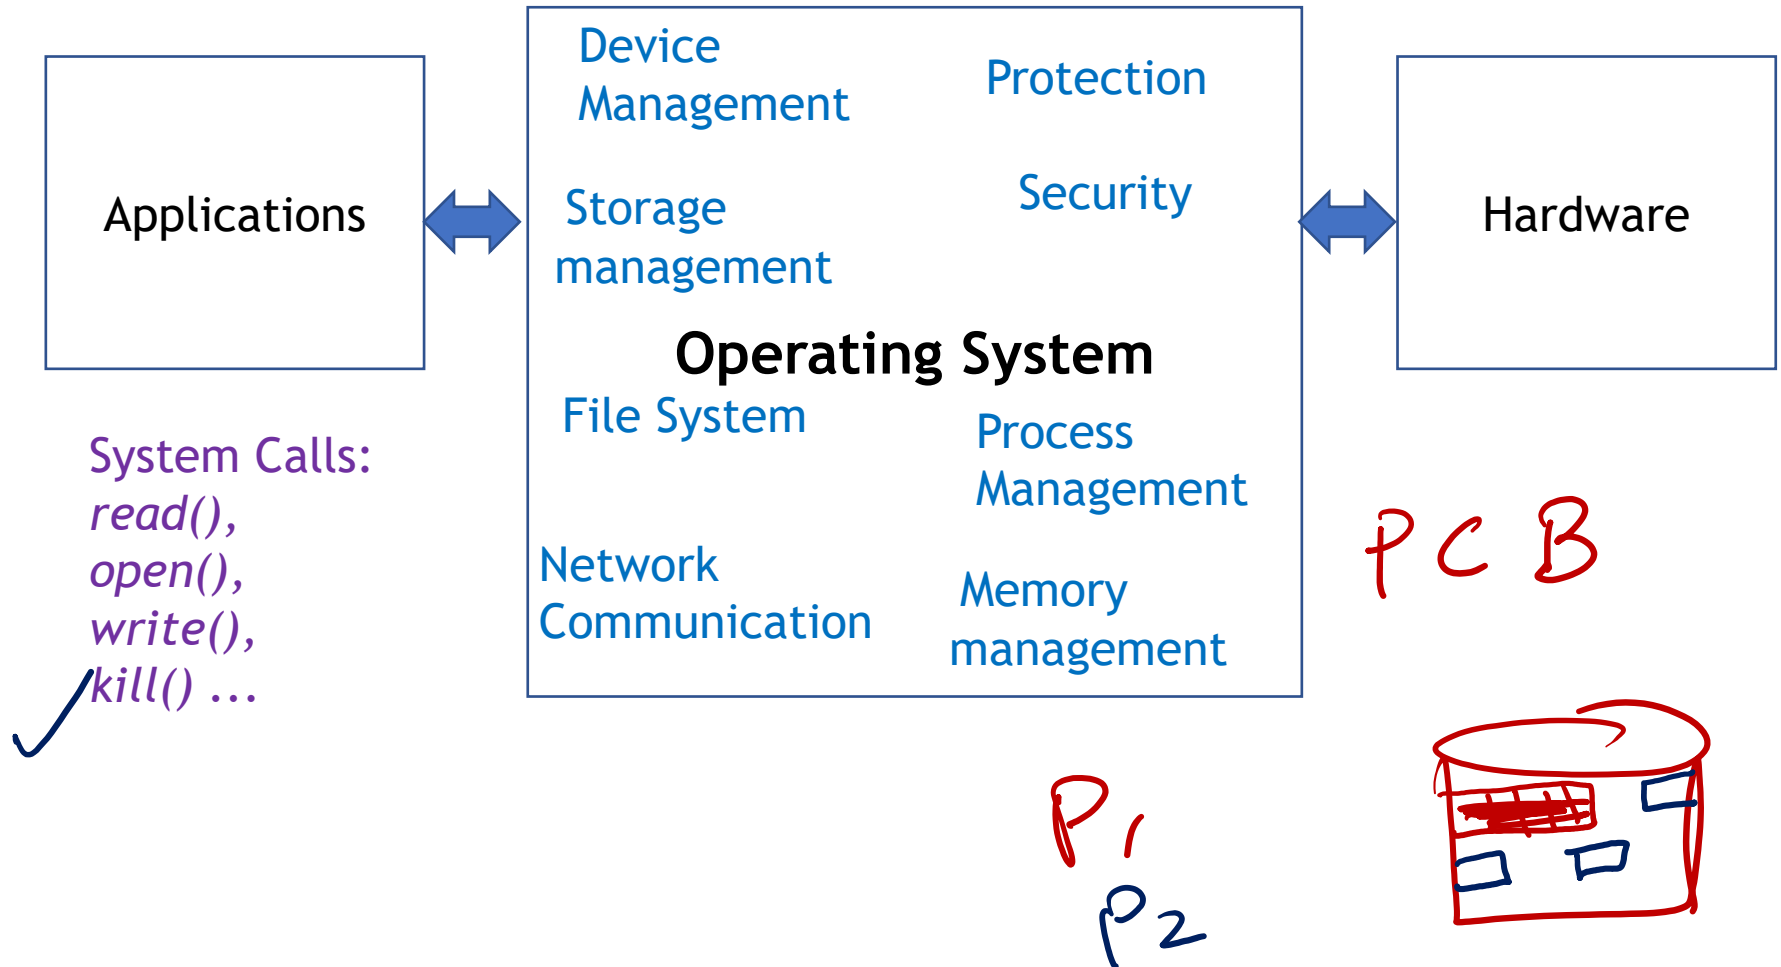 Applications
Device
Management
Protection
Storage
management
Security
Operating System
File System
Process
Management
Network
Communication
Memory
management
Hardware
System Calls:
read(),
open(),
write(),
kill() ...
PCB
P1
P2